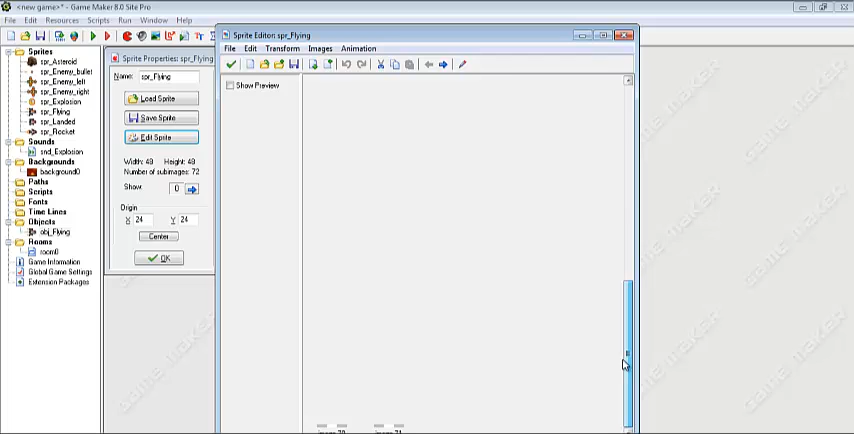 <new game>* - Game Maker 8.0 Site Pro
File Edit Resources Scripts Run Window Help
Sprites
spr_Asteroid
spr_Enemy_bullet
spr_Enemy_left
spr_Enemy_right
spr_Explosion
spr_Flying
spr_Landed
spr_Rocket
Sounds
snd_Explosion
Backgrounds
background0
Paths
Scripts
Fonts
Time Lines
Objects
obj_Flying
Rooms
room0
Game Information
Global Game Settings
Extension Packages
Sprite Properties: spr_Flying
Name: spr_Flying
Load Sprite
Save Sprite
Edit Sprite
Width: 48 Height: 48
Number of subimages: 72
Show: 0
Origin
X 24 Y 24
Center
OK
Sprite Editor: spr_Flying
File Edit Transform Images Animation
Show Preview
GAME MAKER